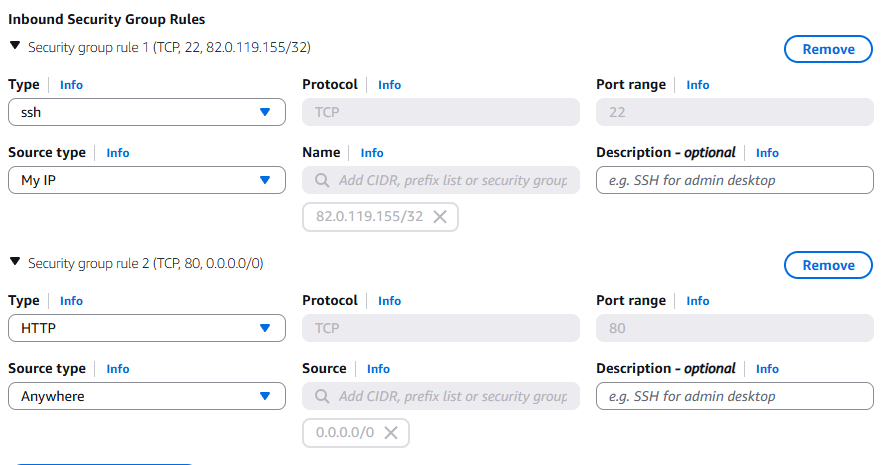 Inbound Security Group Rules
Security group rule 1 (TCP, 22, 82.0.119.155/32)
Remove
Type Info Protocol Info Port range Info
ssh TCP 22
Source type Info Name Info Description - optional Info
My IP Add CIDR, prefix list or security group e.g. SSH for admin desktop
82.0.119.155/32
Security group rule 2 (TCP, 80, 0.0.0.0/0)
Remove
Type Info Protocol Info Port range Info
HTTP TCP 80
Source type Info Source Info Description - optional Info
Anywhere Add CIDR, prefix list or security group e.g. SSH for admin desktop
0.0.0.0/0